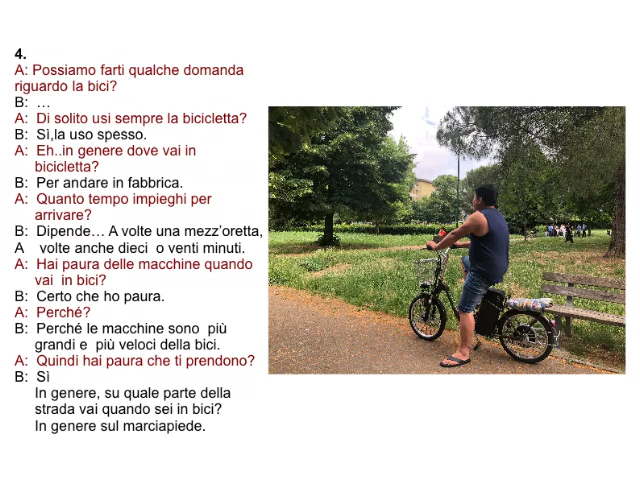 4.
A: Possiamo farti qualche domanda
riguardo la bici?
B: …
A: Di solito usi sempre la bicicletta?
B: Sì,la uso spesso.
A: Eh..in genere dove vai in
bicicletta?
B: Per andare in fabbrica.
A: Quanto tempo impieghi per
arrivare?
B: Dipende… A volte una mezz’oretta,
A volte anche dieci o venti minuti.
A: Hai paura delle macchine quando
vai in bici?
B: Certo che ho paura.
A: Perché?
B: Perché le macchine sono più
grandi e più veloci della bici.
A: Quindi hai paura che ti prendono?
B: Sì
In genere, su quale parte della
strada vai quando sei in bici?
In genere sul marciapiede.